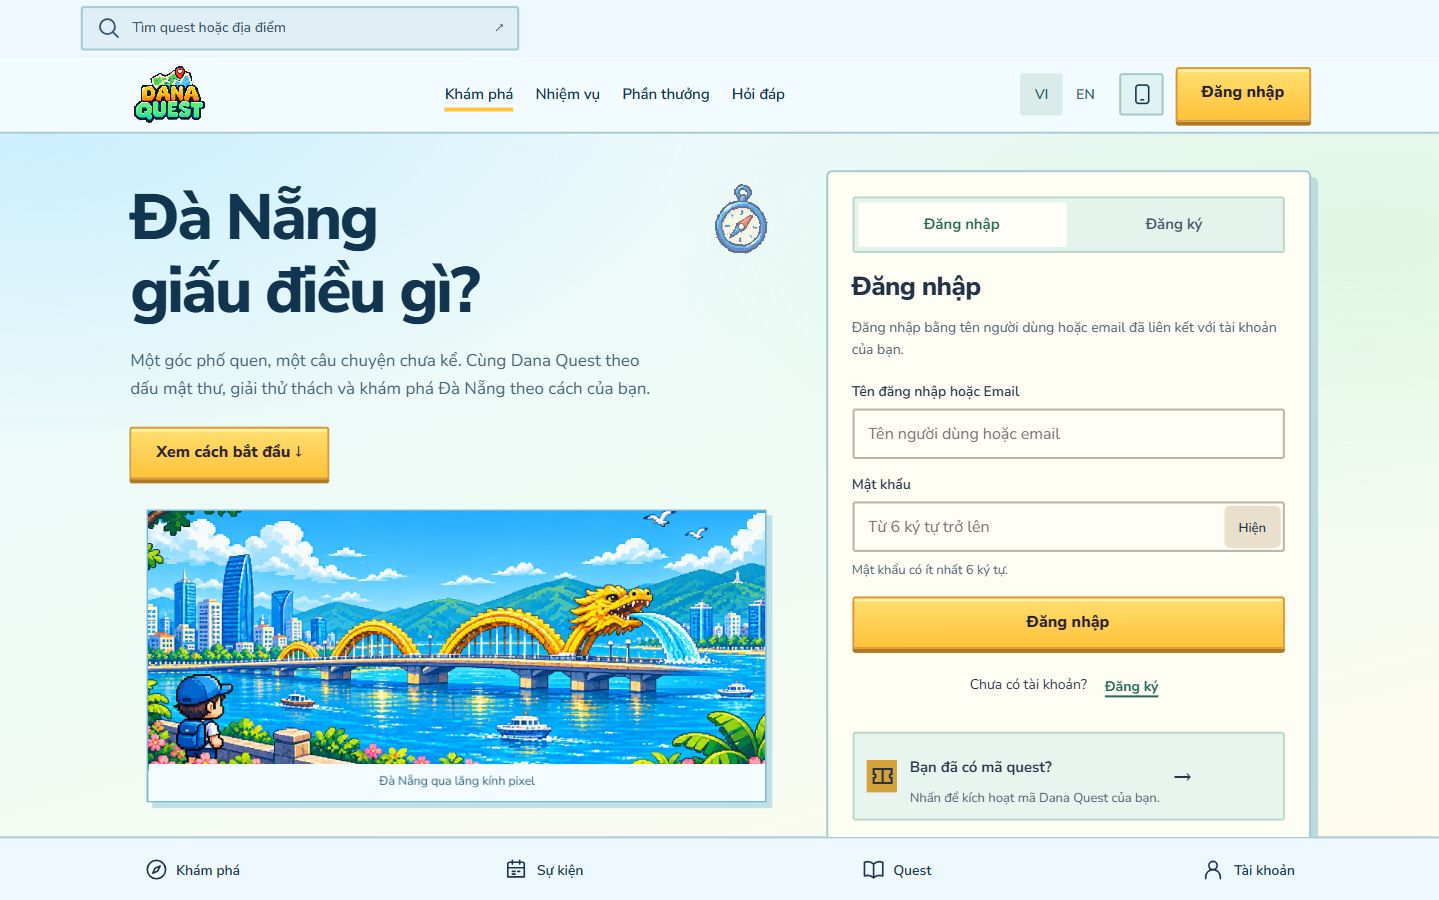 Tìm quest hoặc địa điểm ↗
DANA QUEST
Khám phá
Nhiệm vụ
Phần thưởng
Hỏi đáp
VI
EN
Đăng nhập
Đà Nẵng
giấu điều gì?
Một góc phố quen, một câu chuyện chưa kể. Cùng Dana Quest theo
dấu mật thư, giải thử thách và khám phá Đà Nẵng theo cách của bạn.
Xem cách bắt đầu ↓
Đà Nẵng qua lăng kính pixel
Đăng nhập
Đăng ký
Đăng nhập
Đăng nhập bằng tên người dùng hoặc email đã liên kết với tài khoản
của bạn.
Tên đăng nhập hoặc Email
Tên người dùng hoặc email
Mật khẩu
Từ 6 ký tự trở lên
Hiện
Mật khẩu có ít nhất 6 ký tự.
Đăng nhập
Chưa có tài khoản? Đăng ký
Bạn đã có mã quest?
Nhấn để kích hoạt mã Dana Quest của bạn.
→
Khám phá
Sự kiện
Quest
Tài khoản